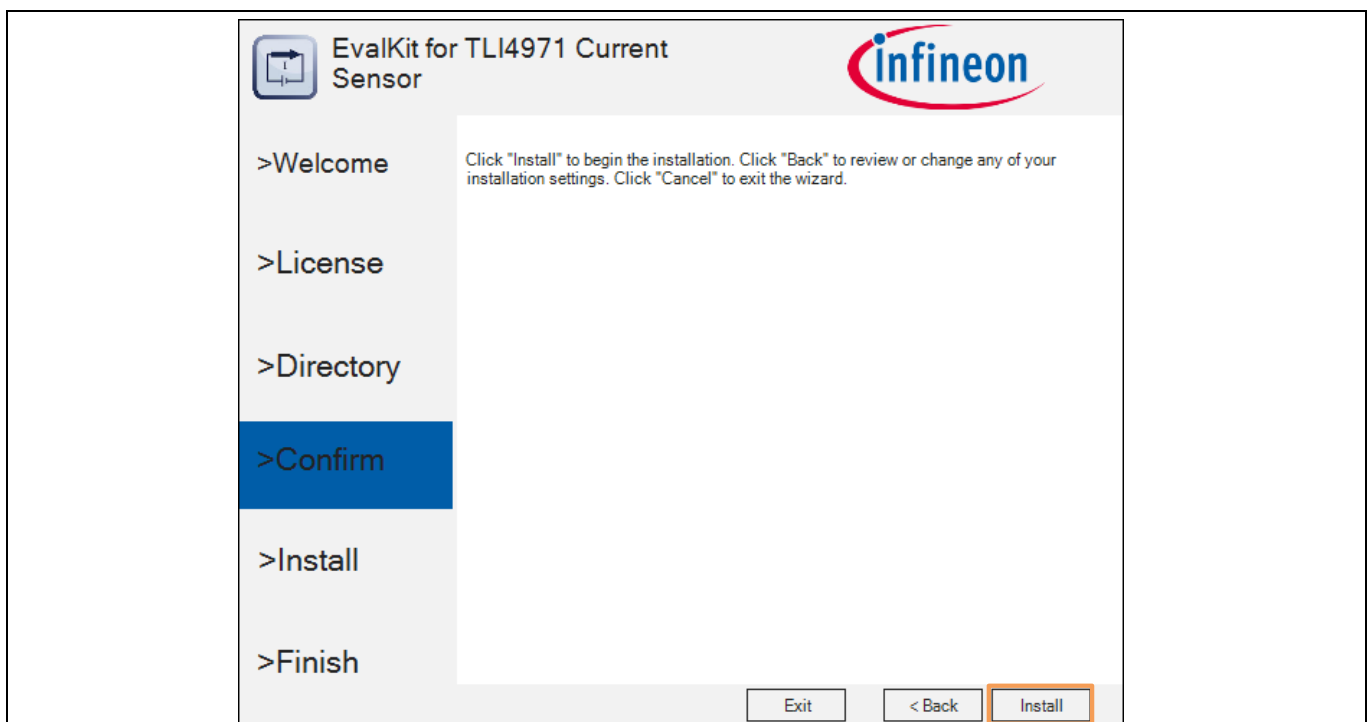 EvalKit for TLI4971 Current
Sensor
infineon
>Welcome
Click "Install" to begin the installation. Click "Back" to review or change any of your
installation settings. Click "Cancel" to exit the wizard.
>License
>Directory
>Confirm
>Install
>Finish
Exit
< Back
Install